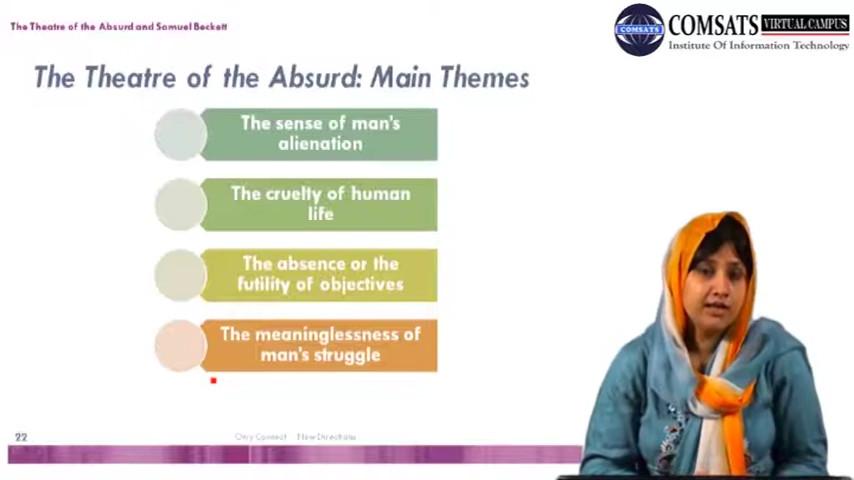 The Theatre of the Absurd and Samuel Beckett
COMSATS
COMSATS VIRTUAL CAMPUS
Institute Of Information Technology
The Theatre of the Absurd: Main Themes
The sense of man's
alienation
The cruelty of human
life
The absence or the
futility of objectives
The meaninglessness of
man's struggle
22
Only Connect New Directions